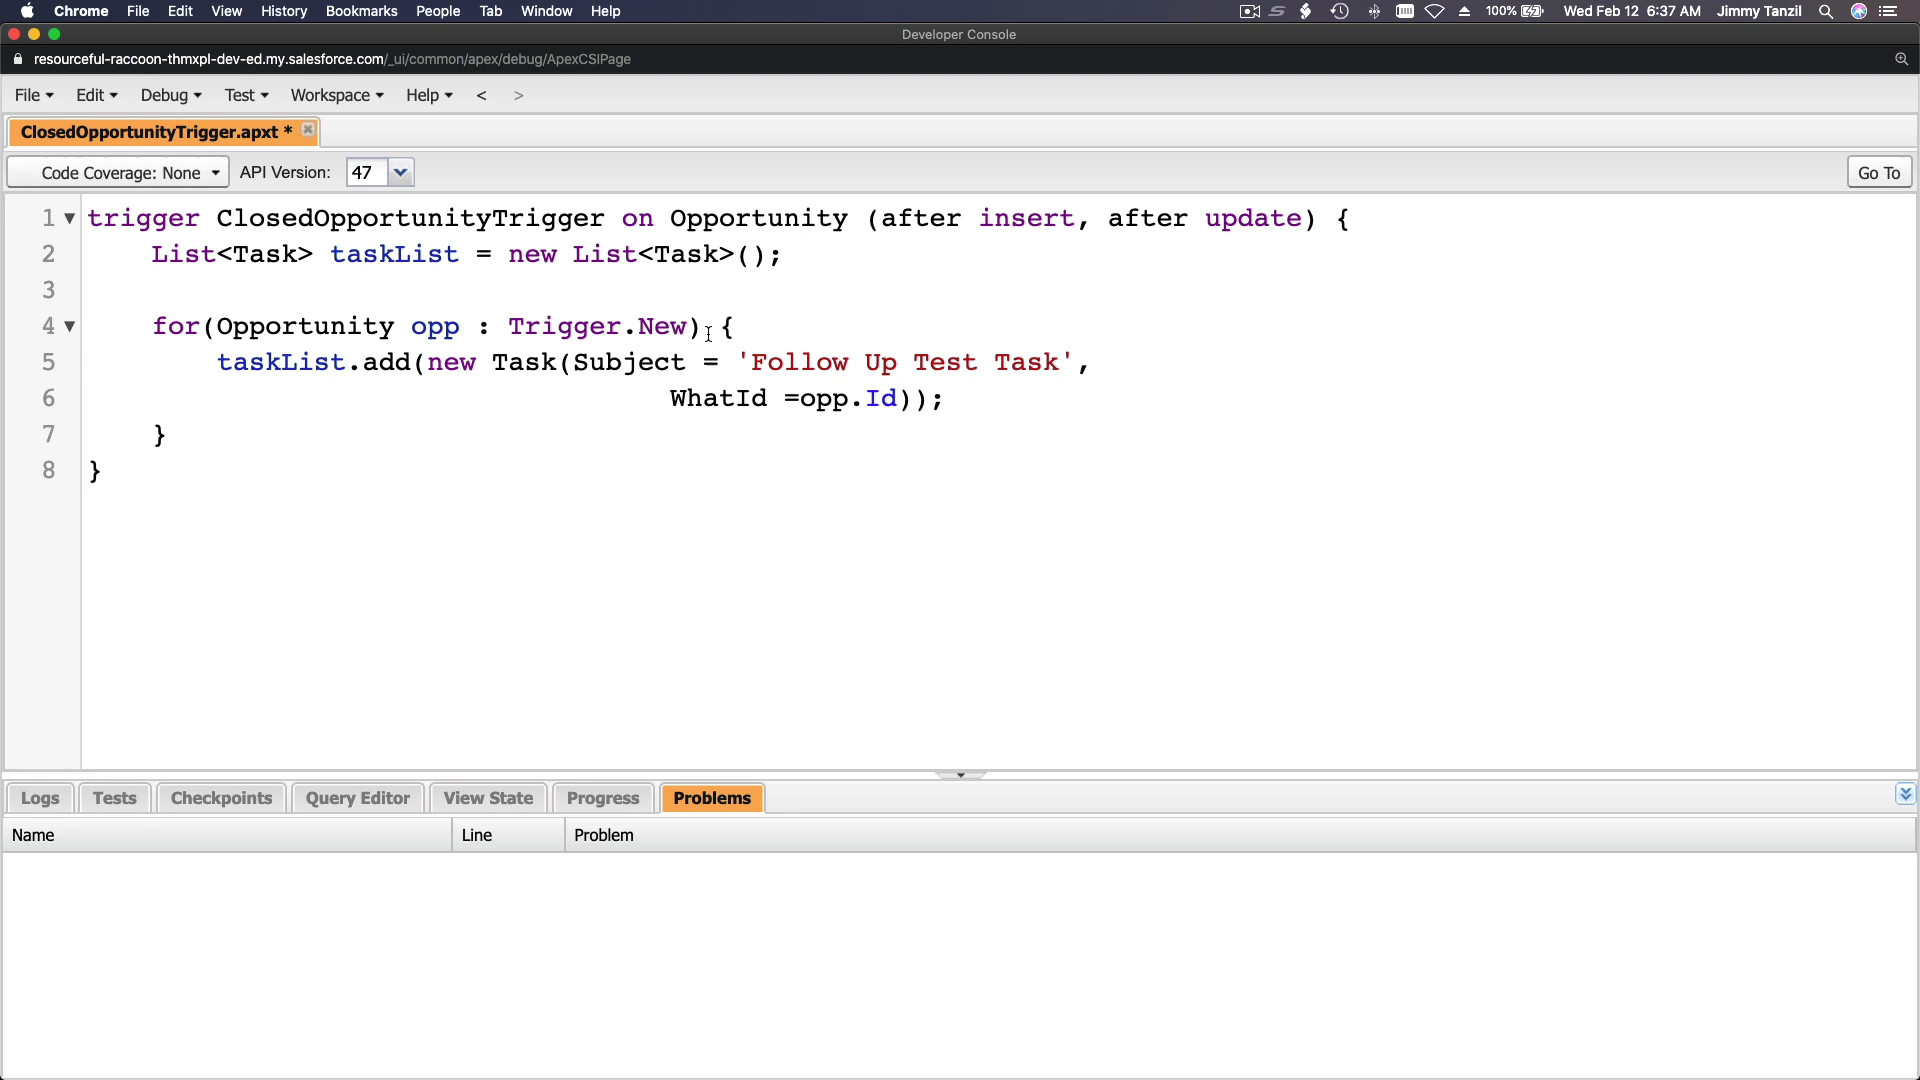 Chrome File Edit View History Bookmarks People Tab Window Help 100% Wed Feb 12 6:37 AM Jimmy Tanzil
Developer Console
resourceful-raccoon-thmxpl-dev-ed.my.salesforce.com/_ui/common/apex/debug/ApexCSIPage
File Edit Debug Test Workspace Help < >
ClosedOpportunityTrigger.apxt *
Code Coverage: None API Version: 47 Go To
1 trigger ClosedOpportunityTrigger on Opportunity (after insert, after update) {
2 List<Task> taskList = new List<Task>();
3
4 for(Opportunity opp : Trigger.New) {
5 taskList.add(new Task(Subject = 'Follow Up Test Task',
6 WhatId =opp.Id));
7 }
8 }
Logs Tests Checkpoints Query Editor View State Progress Problems
Name Line Problem